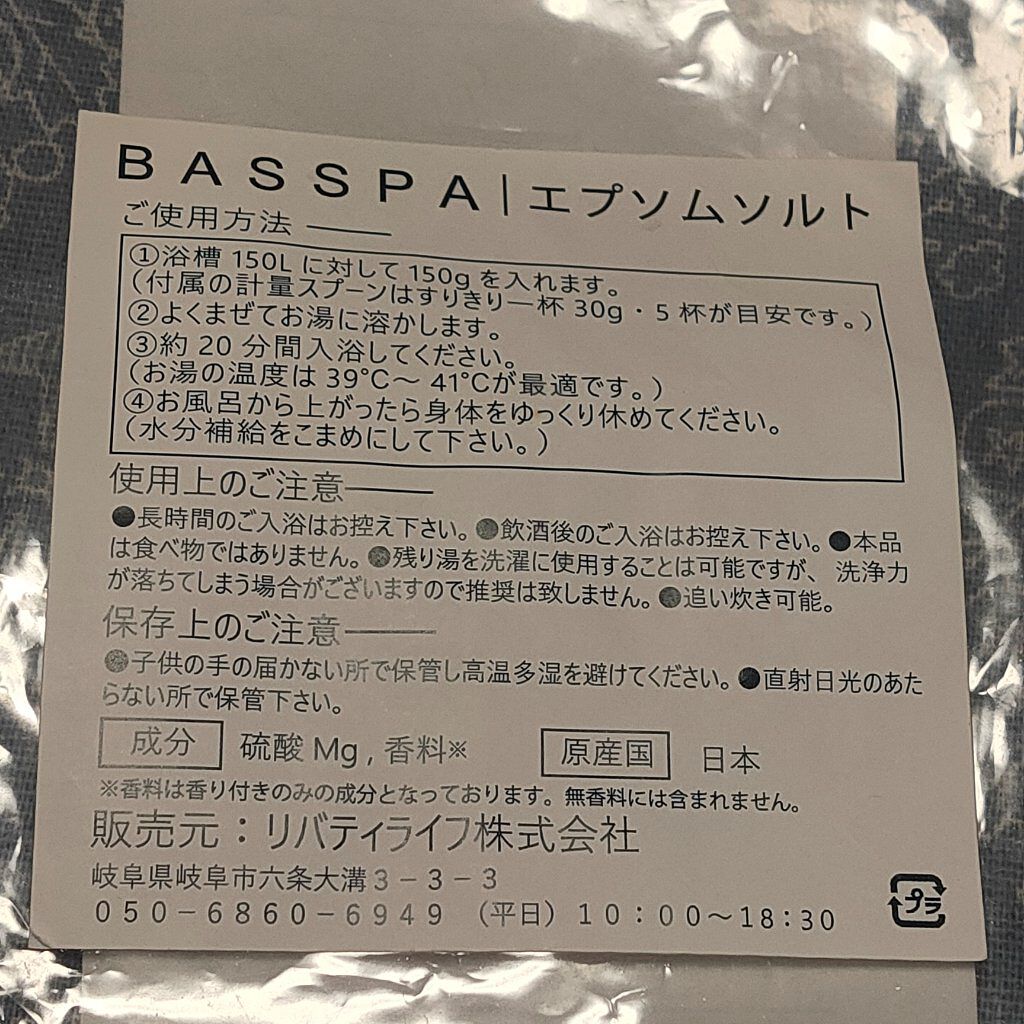 BASSPA|エプソムソルト
ご使用方法
①浴槽150Lに対して150gを入れます。
(付属の計量スプーンはすりきり一杯30g・5杯が目安です。)
②よくまぜてお湯に溶かします。
③約20分間入浴してください。
(お湯の温度は39℃~41℃が最適です。)
④お風呂から上がったら身体をゆっくり休めてください。
(水分補給をこまめにして下さい。)
使用上のご注意
●長時間のご入浴はお控え下さい。●飲酒後のご入浴はお控え下さい。●本品
は食べ物ではありません。●残り湯を洗濯に使用することは可能ですが、洗浄力
が落ちてしまう場合がございますので推奨は致しません。●追い炊き可能。
保存上のご注意
●子供の手の届かない所で保管し高温多湿を避けてください。●直射日光のあた
らない所で保管下さい。
成分 硫酸Mg,香料※ 原産国 日本
※香料は香り付きのみの成分となっております。無香料には含まれません。
販売元:リバティライフ株式会社
岐阜県岐阜市六条大溝3-3-3
050-6860-6949 (平日)10:00~18:30
プラ